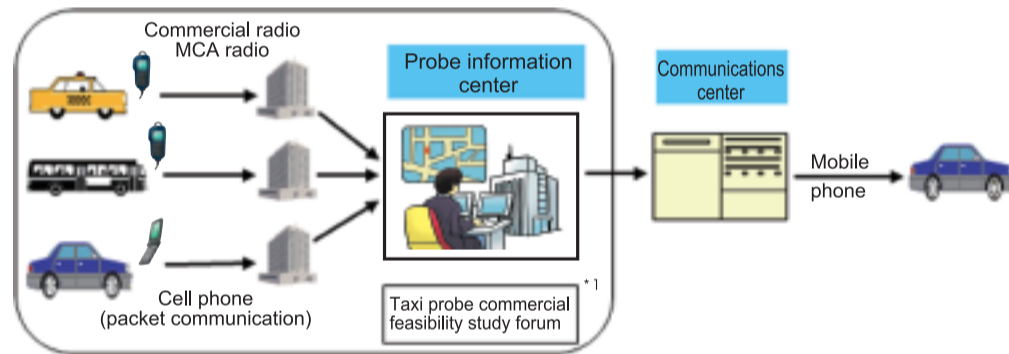 Commercial radio
MCA radio
Probe information
center
Communications
center
Mobile
phone
Cell phone
(packet communication)
Taxi probe commercial
feasibility study forum
*1